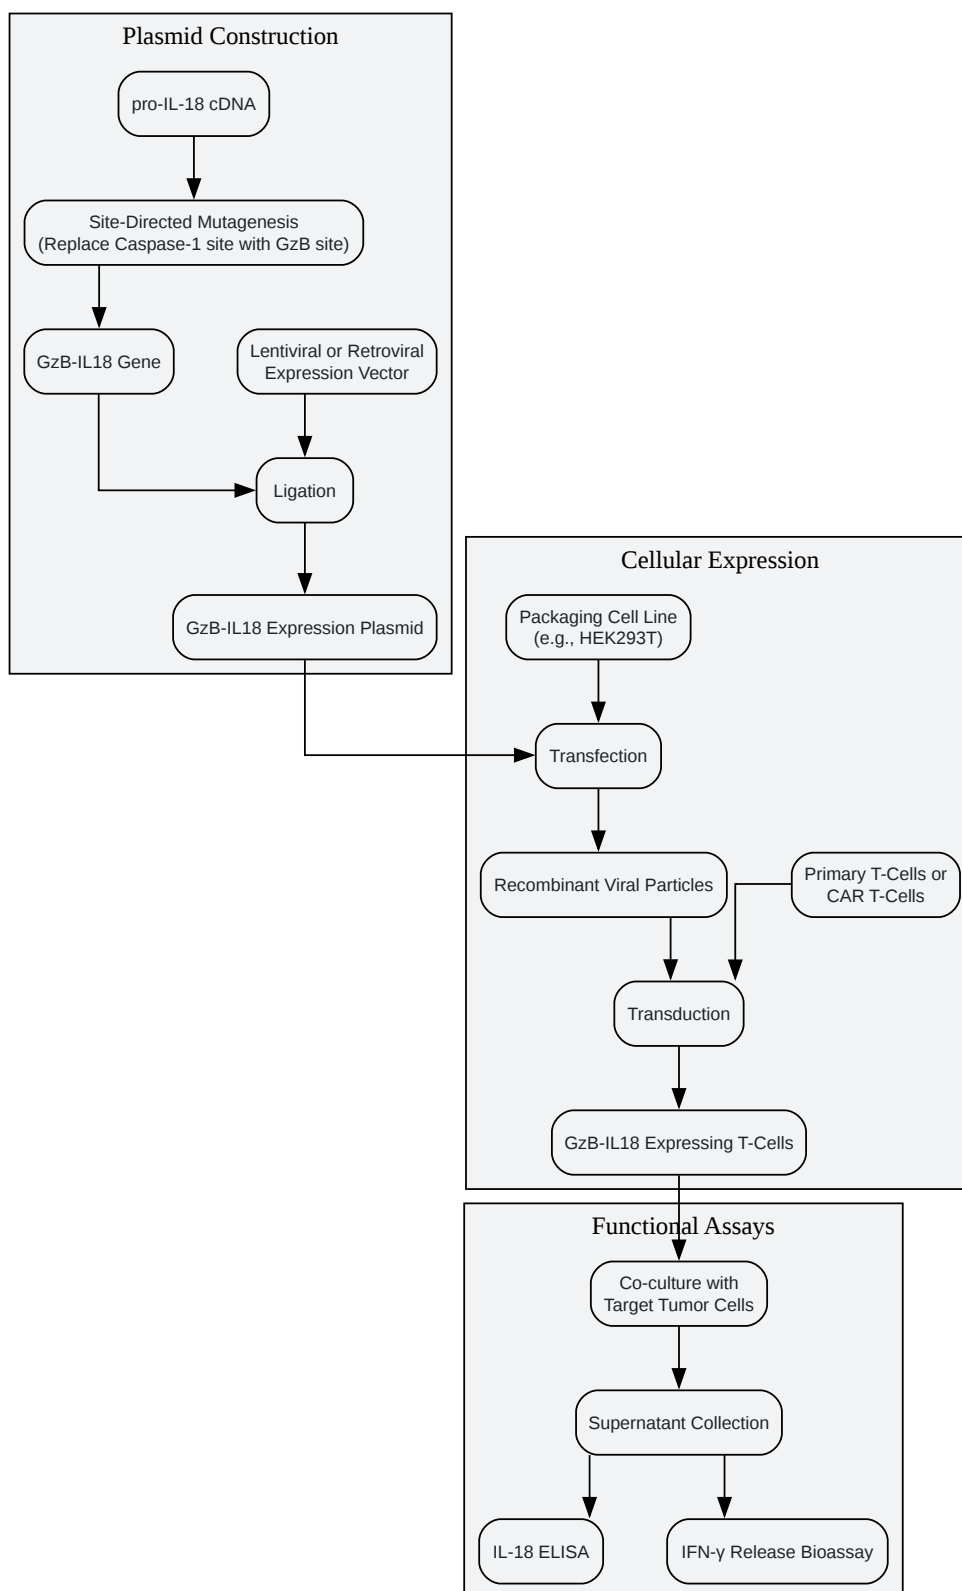 Plasmid Construction
pro-IL-18 cDNA
Site-Directed Mutagenesis
(Replace Caspase-1 site with GzB site)
GzB-IL18 Gene
Lentiviral or Retroviral
Expression Vector
Ligation
GzB-IL18 Expression Plasmid
Cellular Expression
Packaging Cell Line
(e.g., HEK293T)
Transfection
Recombinant Viral Particles
Primary T-Cells or
CAR T-Cells
Transduction
GzB-IL18 Expressing T-Cells
Functional Assays
Co-culture with
Target Tumor Cells
Supernatant Collection
IL-18 ELISA
IFN-γ Release Bioassay